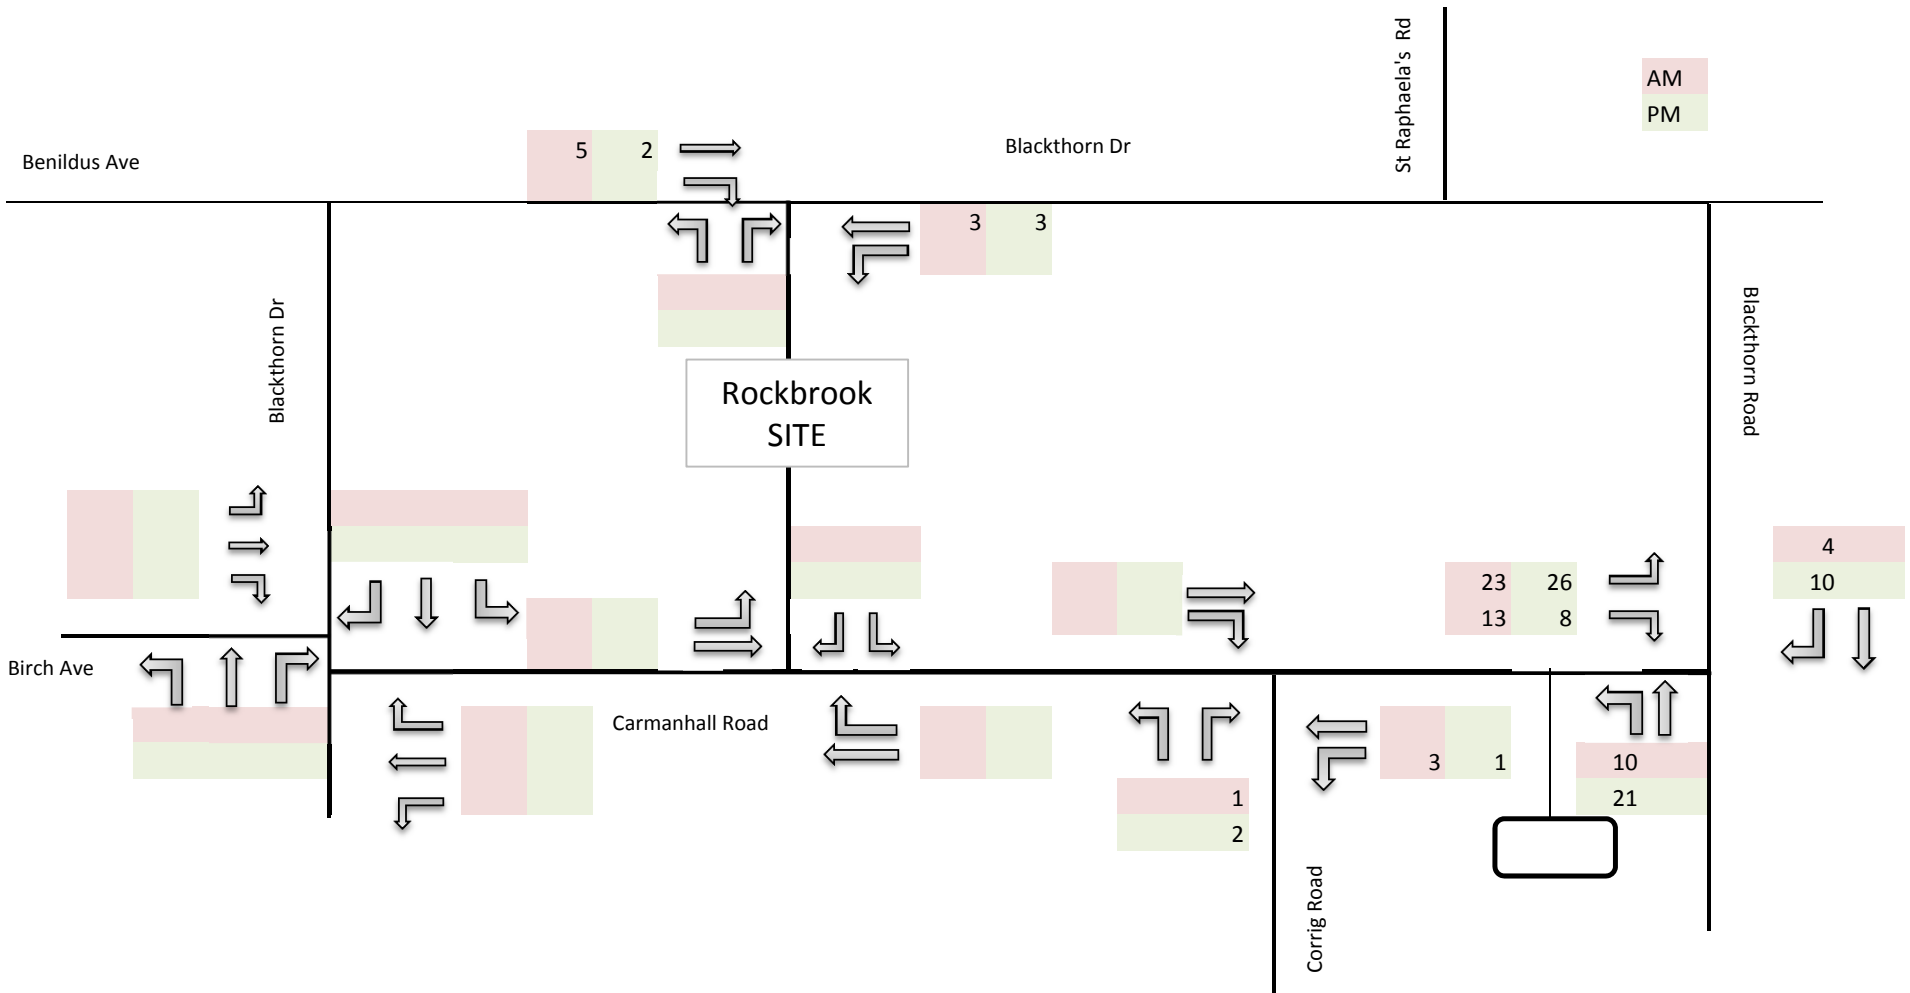 St Raphaela's Rd
AM
PM
Benildus Ave
5 2
Blackthorn Dr
3 3
Blackthorn Dr
Blackthorn Road
Rockbrook
SITE
4
10
23 26
13 8
Birch Ave
Carmanhall Road
3 1
10
21
1
2
Corrig Road